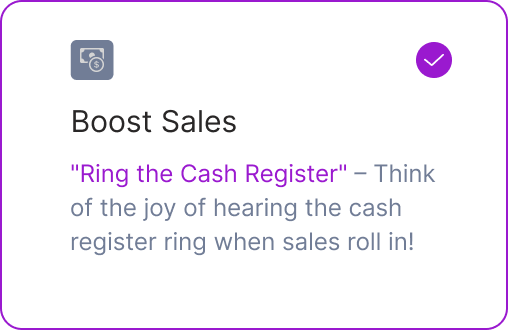 Boost Sales
"Ring the Cash Register" – Think
of the joy of hearing the cash
register ring when sales roll in!